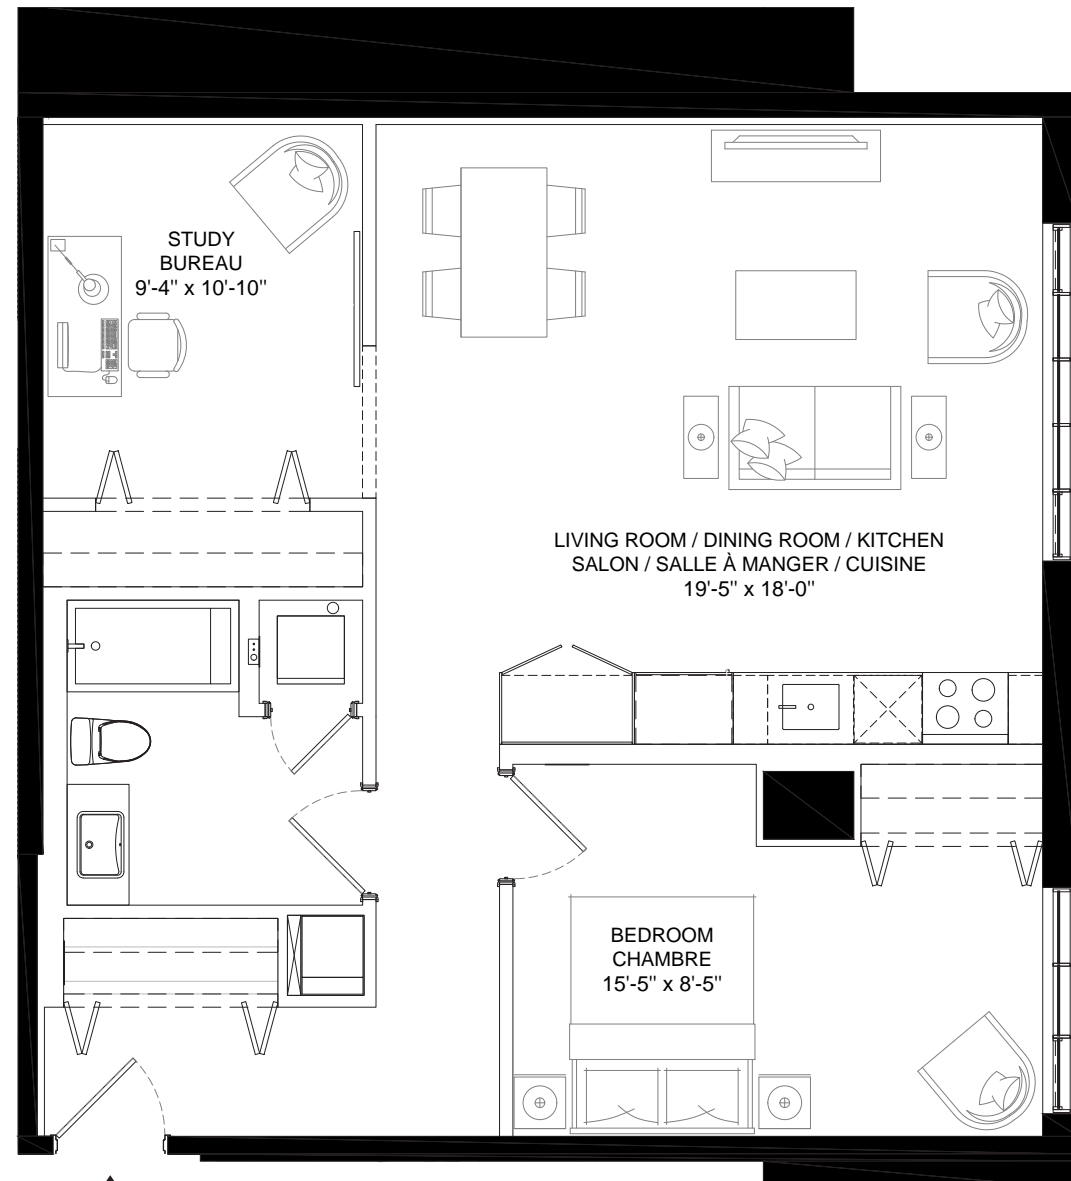 STUDY
BUREAU
9'-4" x 10'-10"
LIVING ROOM / DINING ROOM / KITCHEN
SALON / SALLE À MANGER / CUISINE
19'-5" x 18'-0"
BEDROOM
CHAMBRE
15'-5" x 8'-5"